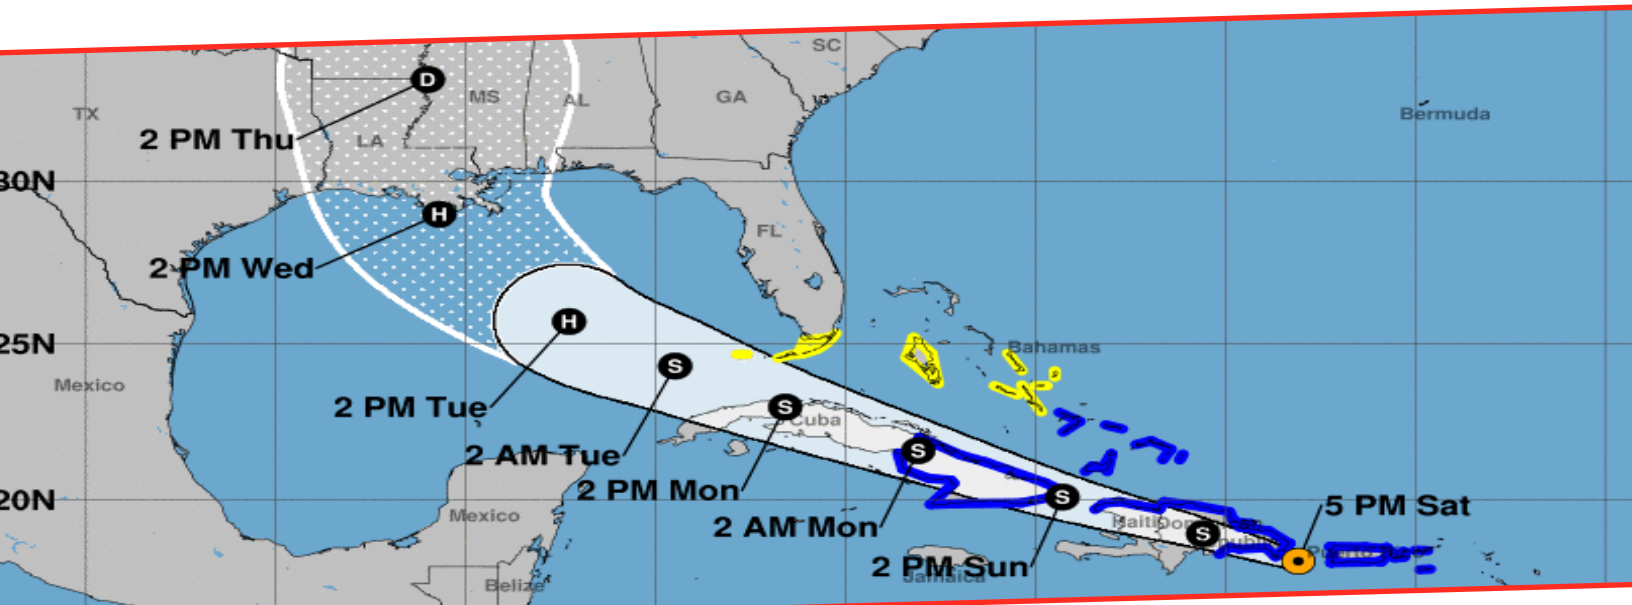 SC
D
TX
MS
AL
GA
Bermuda
2 PM Thu
LA
30N
H
FL
2 PM Wed
H
25N
Bahamas
S
Mexico
2 PM Tue
S
Cuba
2 AM Tue
S
2 PM Mon
S
20N
5 PM Sat
Mexico
2 AM Mon
Haiti
S
2 PM Sun
Jamaica
Belize